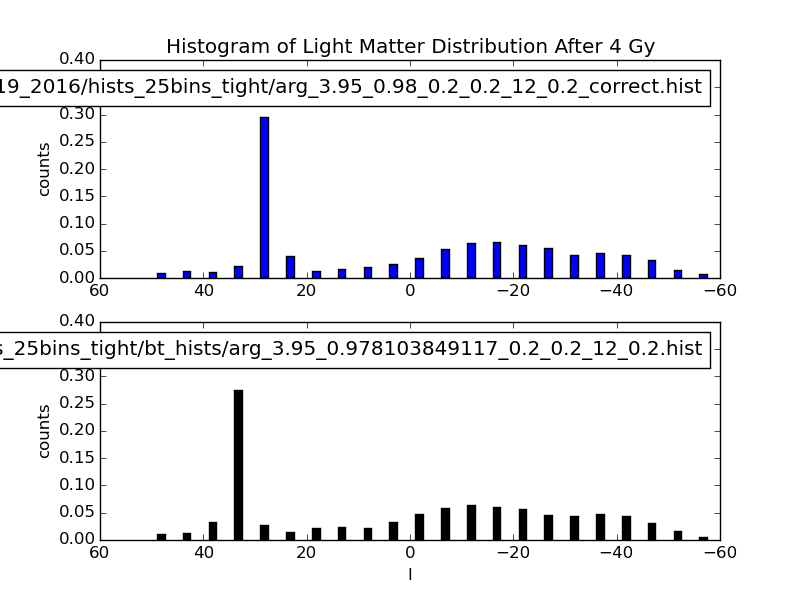 Histogram of Light Matter Distribution After 4 Gy
0.40
19_2016/hists_25bins_tight/arg_3.95_0.98_0.2_0.2_12_0.2_correct.hist
0.30
0.25
counts
0.20
0.15
0.10
0.05
0.00
60 40 20 0 −20 −40 −60
0.40
s_25bins_tight/bt_hists/arg_3.95_0.978103849117_0.2_0.2_12_0.2.hist
0.30
0.25
counts
0.20
0.15
0.10
0.05
0.00
60 40 20 0 −20 −40 −60
l